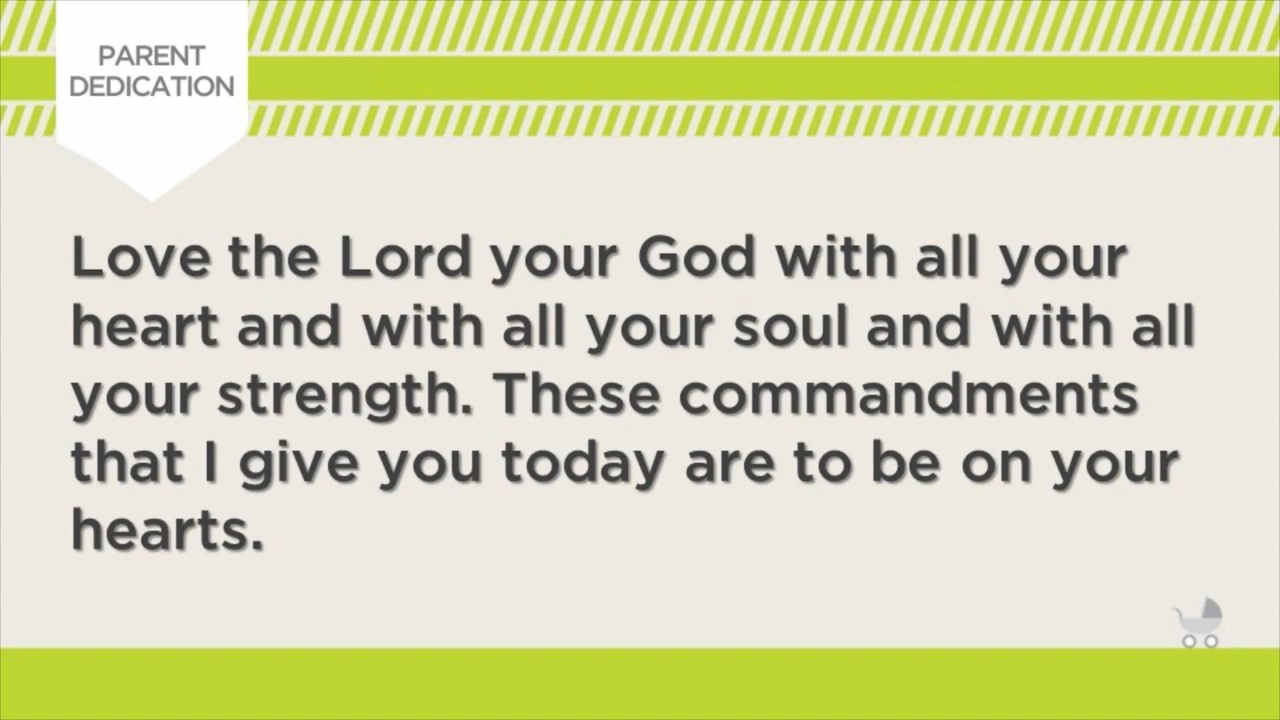 PARENT
DEDICATION
Love the Lord your God with all your
heart and with all your soul and with all
your strength. These commandments
that I give you today are to be on your
hearts.